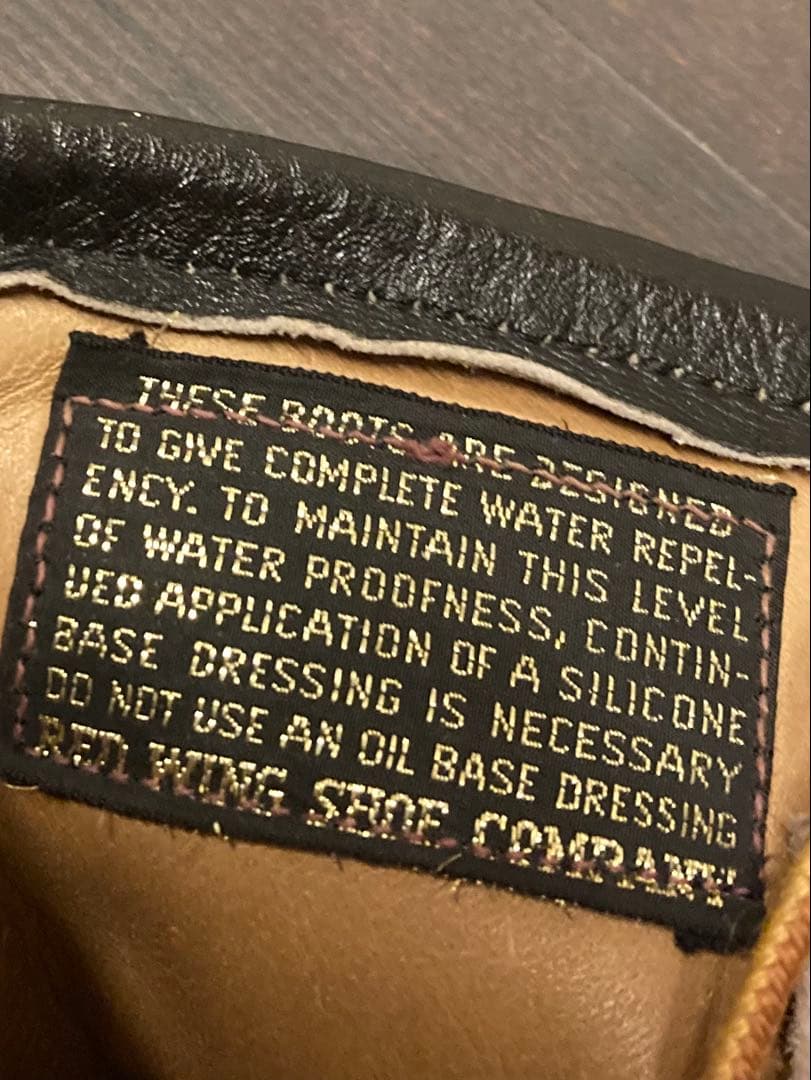 THESE BOOTS ARE DESIGNED
TO GIVE COMPLETE WATER REPEL-
ENCY. TO MAINTAIN THIS LEVEL
OF WATER PROOFNESS, CONTIN-
UED APPLICATION OF A SILICONE
BASE DRESSING IS NECESSARY
DO NOT USE AN OIL BASE DRESSING
RED WING SHOE COMPANY